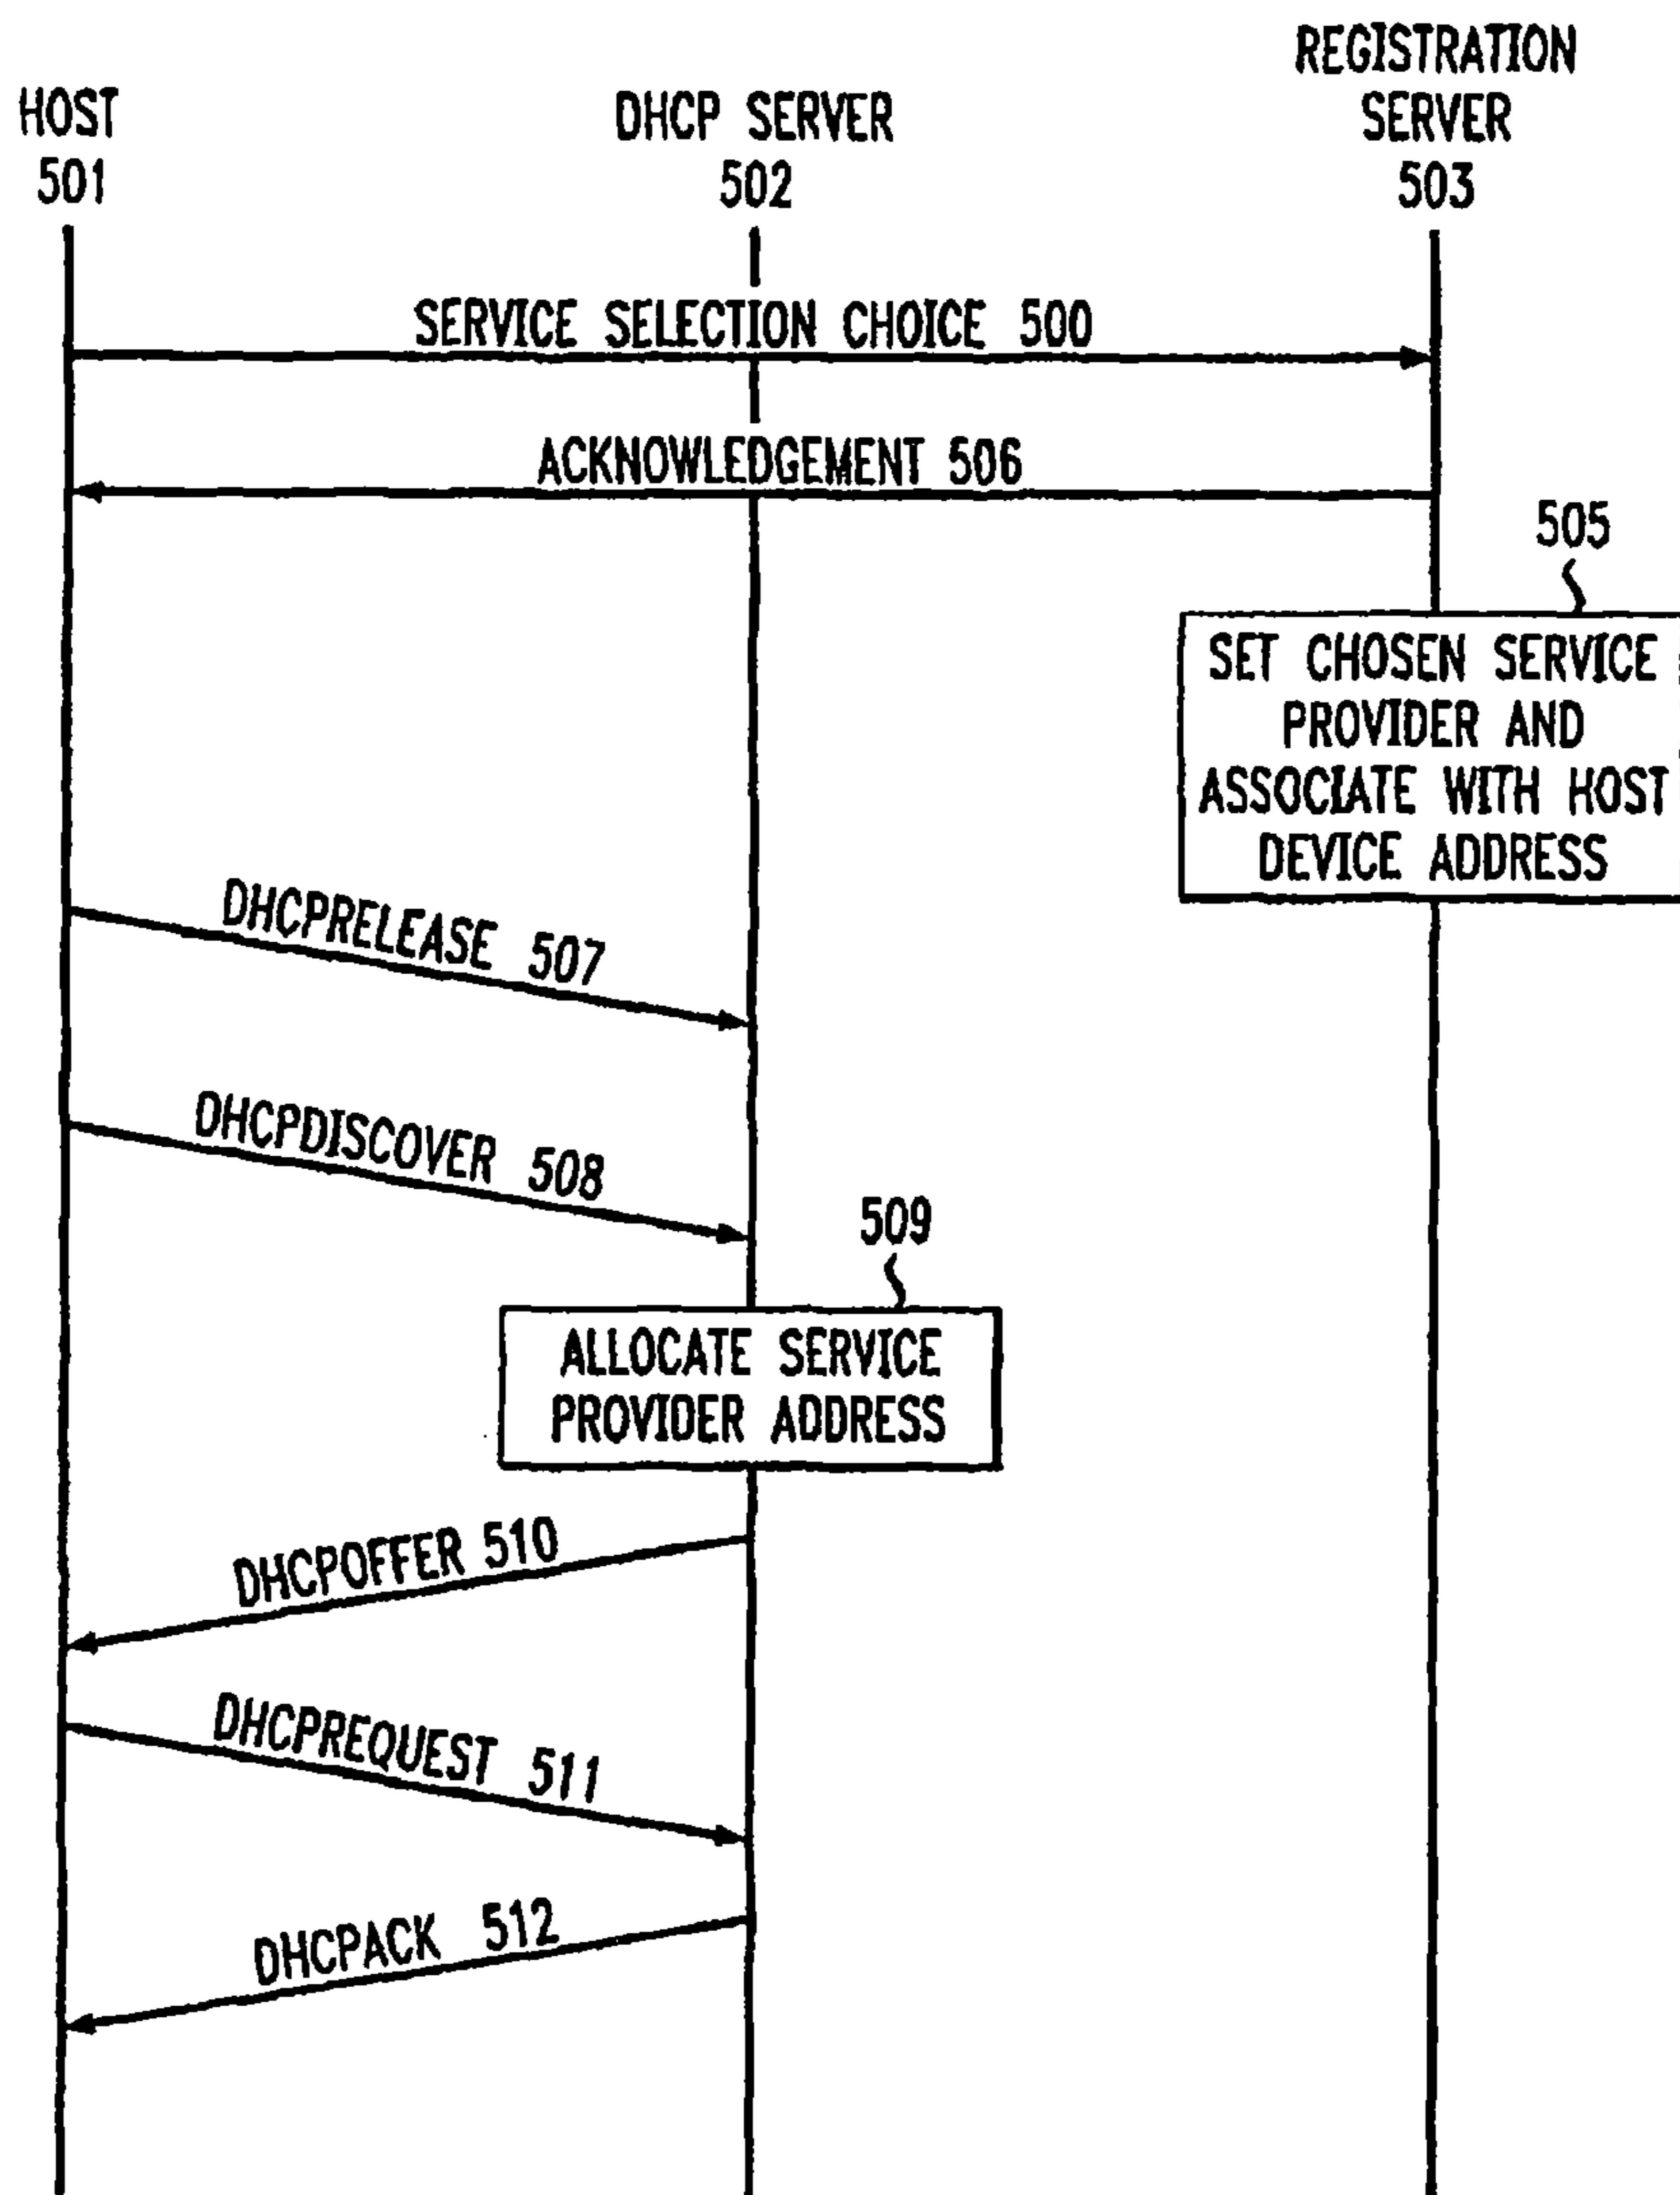 REGISTRATION
SERVER
503
HOST
501
DHCP SERVER
502
SERVICE SELECTION CHOICE 500
ACKNOWLEDGEMENT 506
505
SET CHOSEN SERVICE
PROVIDER AND
ASSOCIATE WITH HOST
DEVICE ADDRESS
DHCPRELEASE 507
DHCPDISCOVER 508
509
ALLOCATE SERVICE
PROVIDER ADDRESS
DHCPOFFER 510
DHCPREQUEST 511
DHCPACK 512